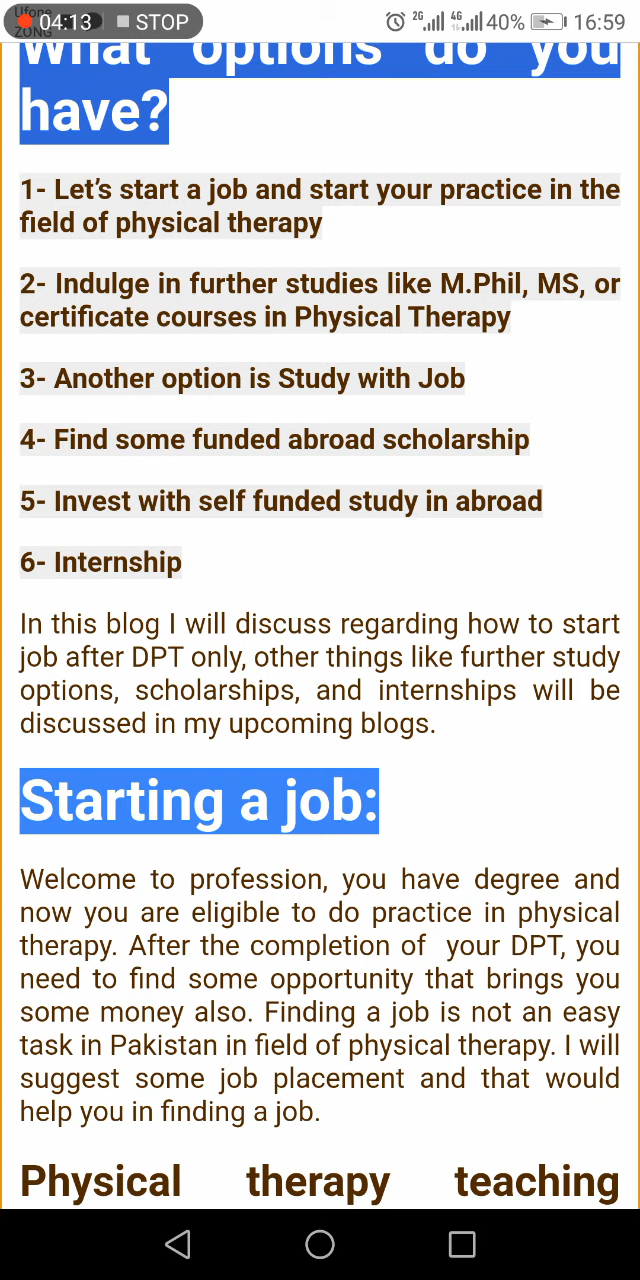 Ufone
ZONG
04:13 STOP 2G 4G 40% 16:59
What options do you
have?
1- Let’s start a job and start your practice in the
field of physical therapy
2- Indulge in further studies like M.Phil, MS, or
certificate courses in Physical Therapy
3- Another option is Study with Job
4- Find some funded abroad scholarship
5- Invest with self funded study in abroad
6- Internship
In this blog I will discuss regarding how to start
job after DPT only, other things like further study
options, scholarships, and internships will be
discussed in my upcoming blogs.
Starting a job:
Welcome to profession, you have degree and
now you are eligible to do practice in physical
therapy. After the completion of  your DPT, you
need to find some opportunity that brings you
some money also. Finding a job is not an easy
task in Pakistan in field of physical therapy. I will
suggest some job placement and that would
help you in finding a job.
Physical therapy teaching